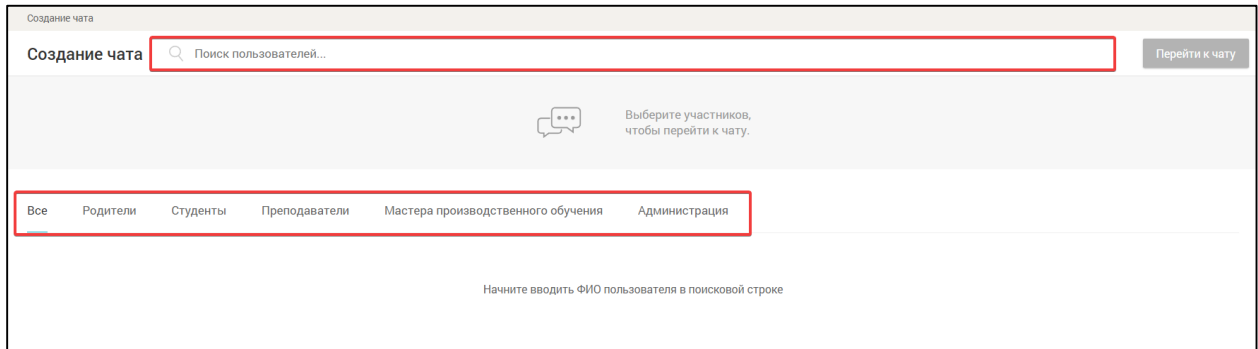 Создание чата
Создание чата
Поиск пользователей...
Перейти к чату
Выберите участников,
чтобы перейти к чату.
Все Родители Студенты Преподаватели Мастера производственного обучения Администрация
Начните вводить ФИО пользователя в поисковой строке